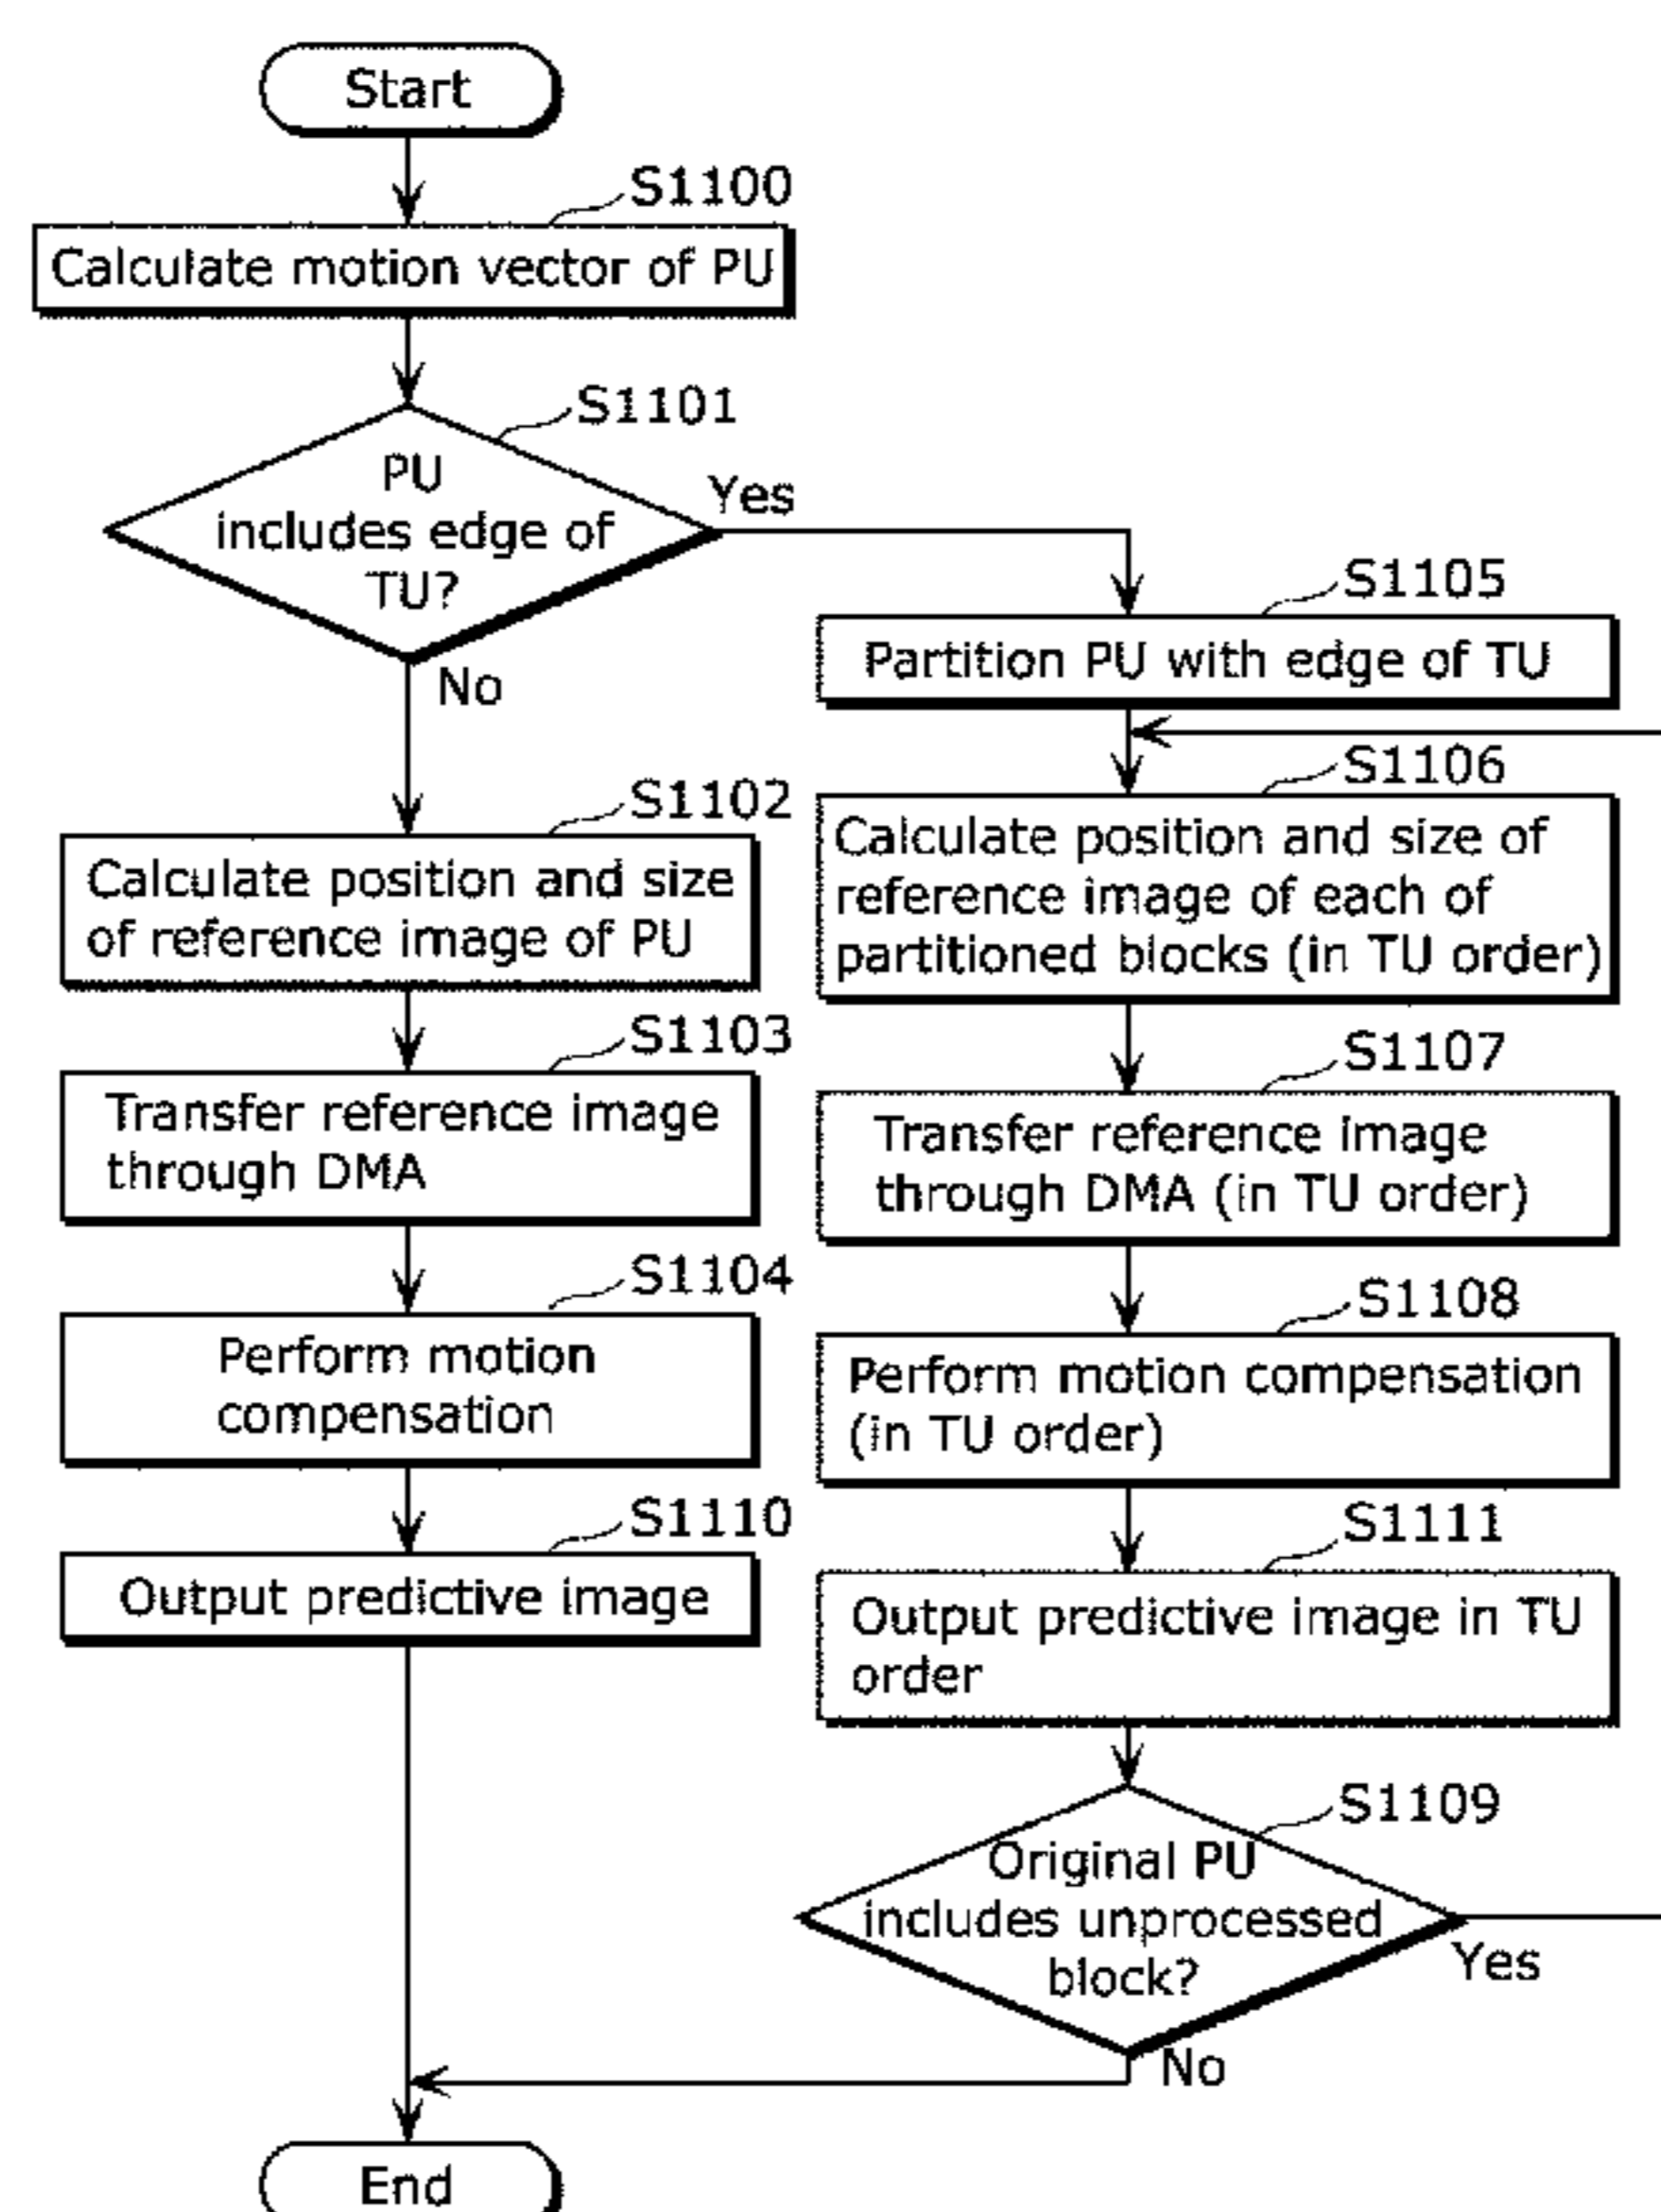 Start
S1100
Calculate motion vector of PU
S1101
PU
includes edge of
TU?
Yes
No
S1102
Calculate position and size
of reference image of PU
S1103
Transfer reference image
through DMA
S1104
Perform motion
compensation
S1110
Output predictive image
S1105
Partition PU with edge of TU
S1106
Calculate position and size of
reference image of each of
partitioned blocks (in TU order)
S1107
Transfer reference image
through DMA (in TU order)
S1108
Perform motion compensation
(in TU order)
S1111
Output predictive image in TU
order
S1109
Original PU
includes unprocessed
block?
Yes
No
End